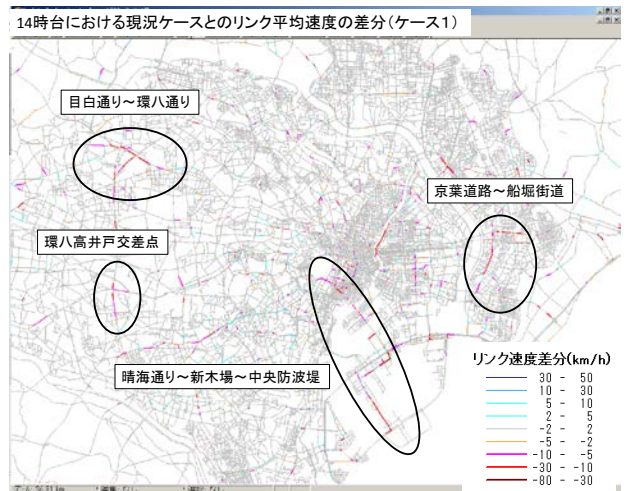 14時台における現況ケースとのリンク平均速度の差分(ケース1)
目白通り～環八通り
京葉道路～船堀街道
環八高井戸交差点
晴海通り～新木場～中央防波堤
リンク速度差分(km/h)
30 - 50
10 - 30
5 - 10
2 - 5
-2 - 2
-5 - -2
-10 - -5
-30 - -10
-80 - -30